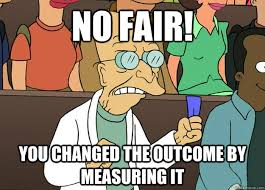 NO FAIR!
YOU CHANGED THE OUTCOME BY
MEASURING IT